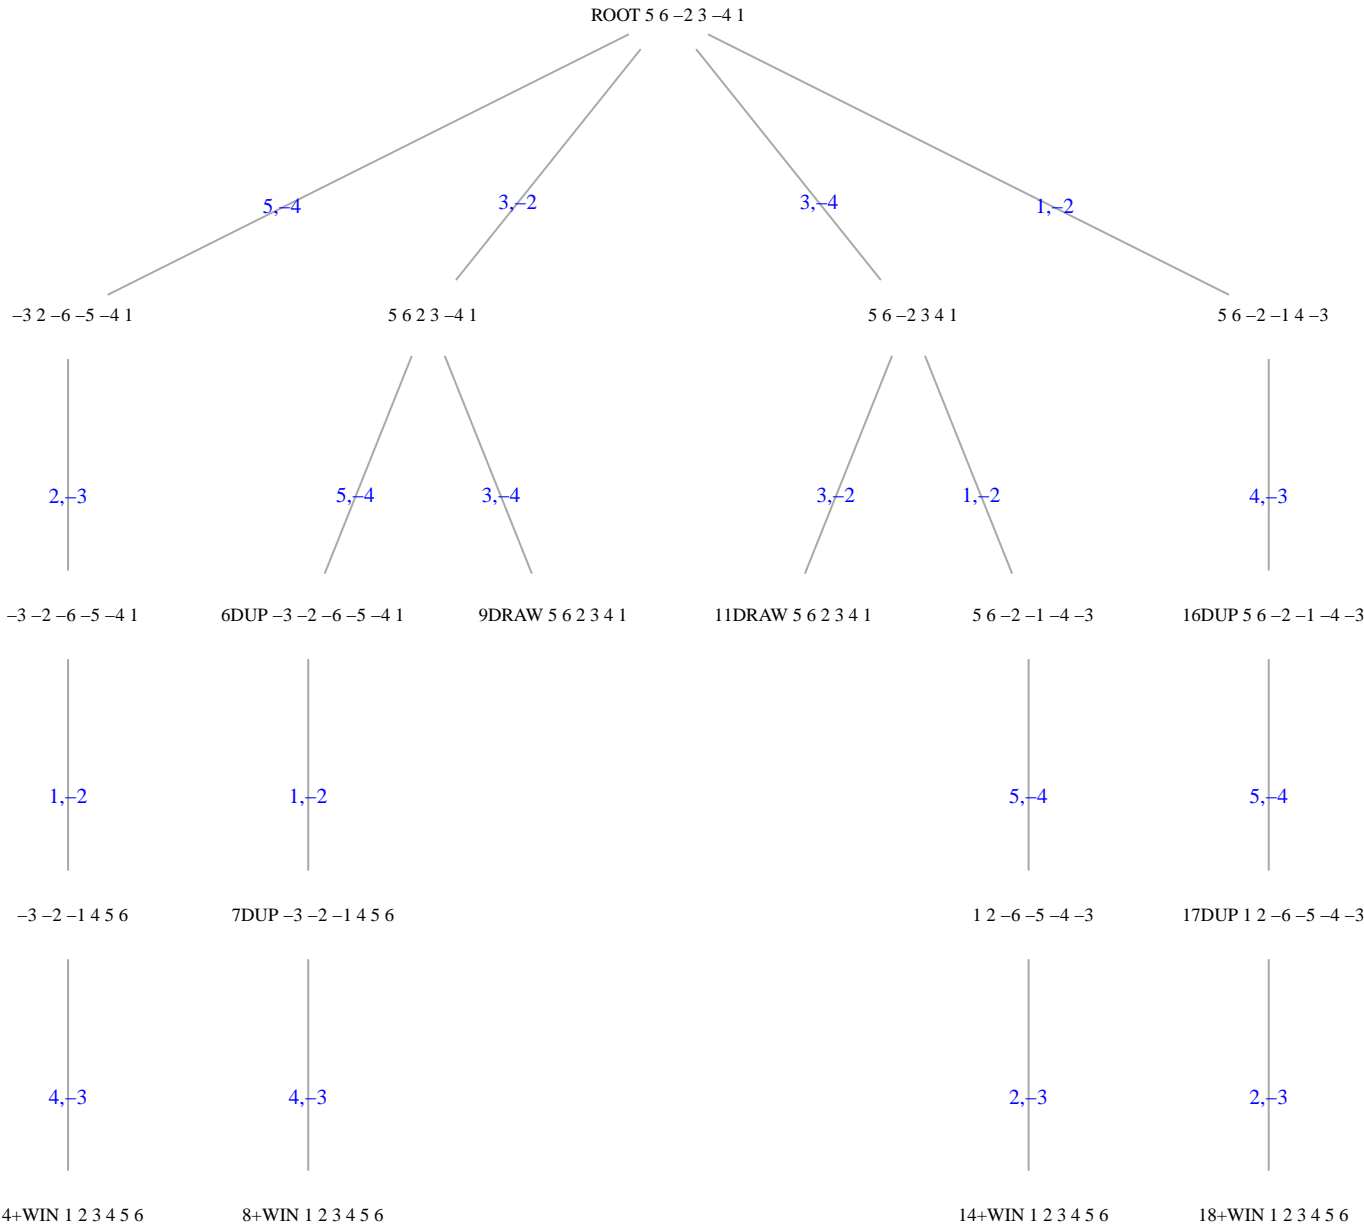 ROOT 5 6 −2 3 −4 1
5,−4
3,−2
3,−4
1,−2
−3 2 −6 −5 −4 1
5 6 2 3 −4 1
5 6 −2 3 4 1
5 6 −2 −1 4 −3
2,−3
5,−4
3,−4
3,−2
1,−2
4,−3
−3 −2 −6 −5 −4 1
6DUP −3 −2 −6 −5 −4 1
9DRAW 5 6 2 3 4 1
11DRAW 5 6 2 3 4 1
5 6 −2 −1 −4 −3
16DUP 5 6 −2 −1 −4 −3
1,−2
1,−2
5,−4
5,−4
−3 −2 −1 4 5 6
7DUP −3 −2 −1 4 5 6
1 2 −6 −5 −4 −3
17DUP 1 2 −6 −5 −4 −3
4,−3
4,−3
2,−3
2,−3
4+WIN 1 2 3 4 5 6
8+WIN 1 2 3 4 5 6
14+WIN 1 2 3 4 5 6
18+WIN 1 2 3 4 5 6